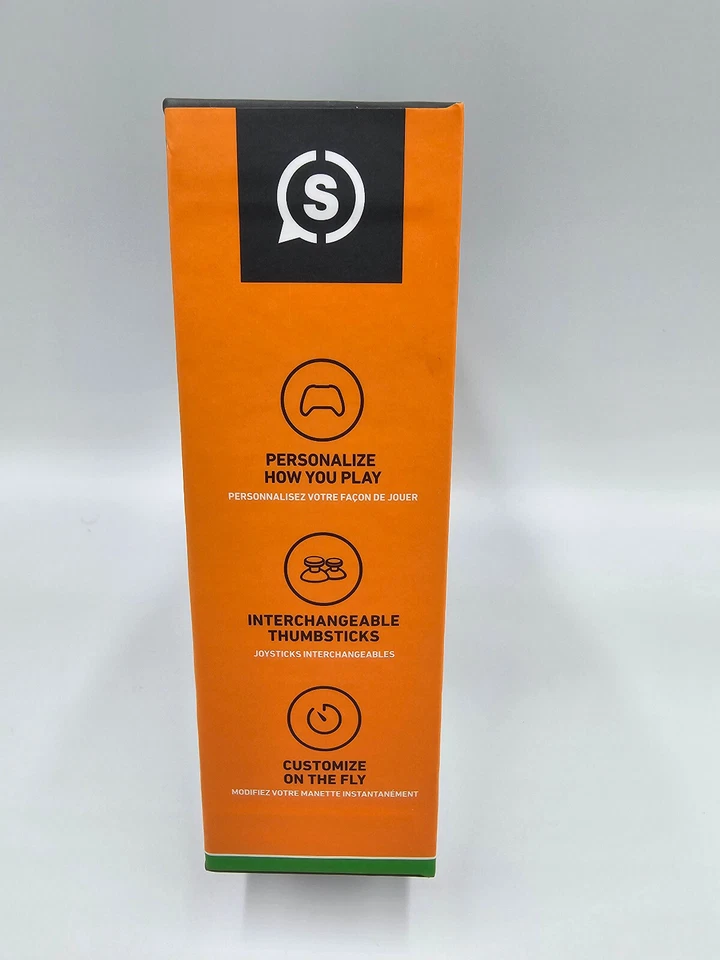 S
PERSONALIZE
HOW YOU PLAY
PERSONNALISEZ VOTRE FAÇON DE JOUER
INTERCHANGEABLE
THUMBSTICKS
JOYSTICKS INTERCHANGEABLES
CUSTOMIZE
ON THE FLY
MODIFIEZ VOTRE MANETTE INSTANTANÉMENT